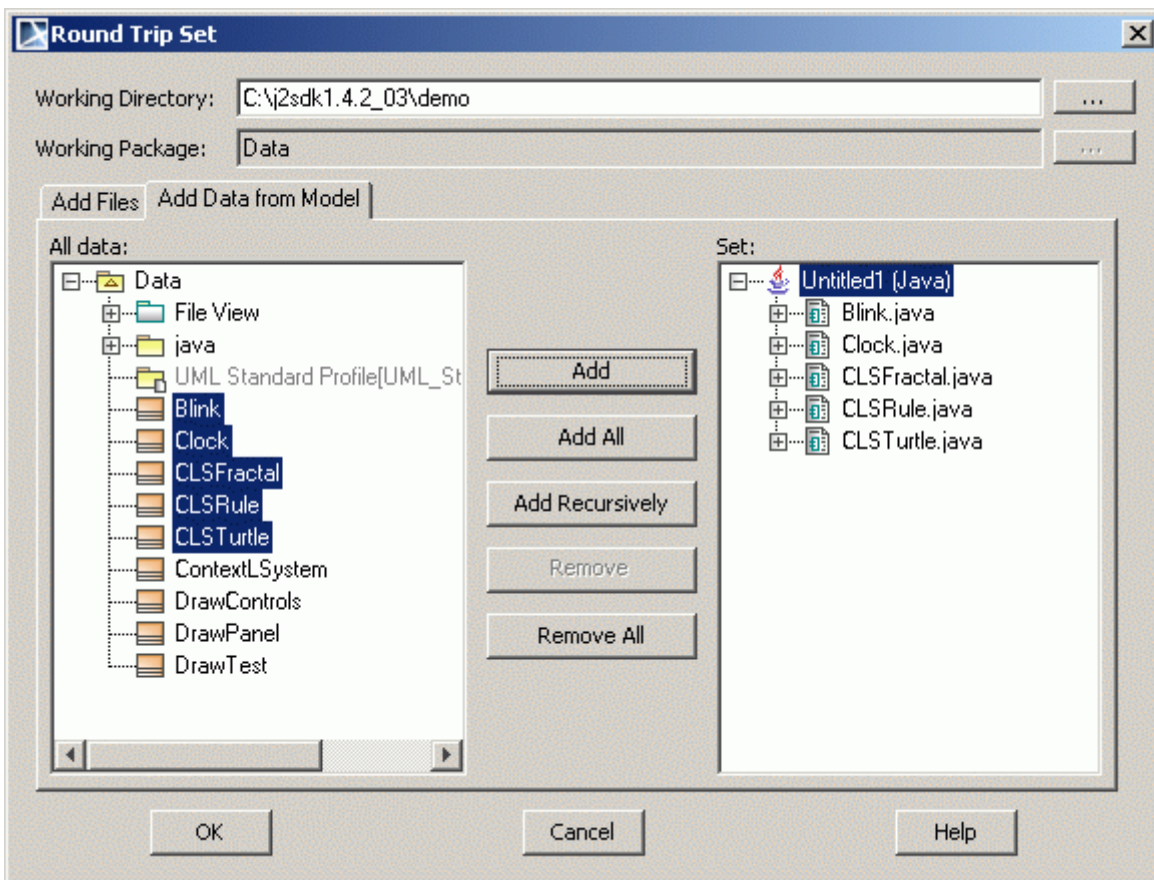 Round Trip Set
Working Directory: C:\j2sdk1.4.2_03\demo ...
Working Package: Data ...
Add Files Add Data from Model
All data:
Data
File View
java
UML Standard Profile[UML_St
Blink
Clock
CLSFractal
CLSRule
CLSTurtle
ContextLSystem
DrawControls
DrawPanel
DrawTest
Add
Add All
Add Recursively
Remove
Remove All
Set:
Untitled1 (Java)
Blink.java
Clock.java
CLSFractal.java
CLSRule.java
CLSTurtle.java
OK Cancel Help